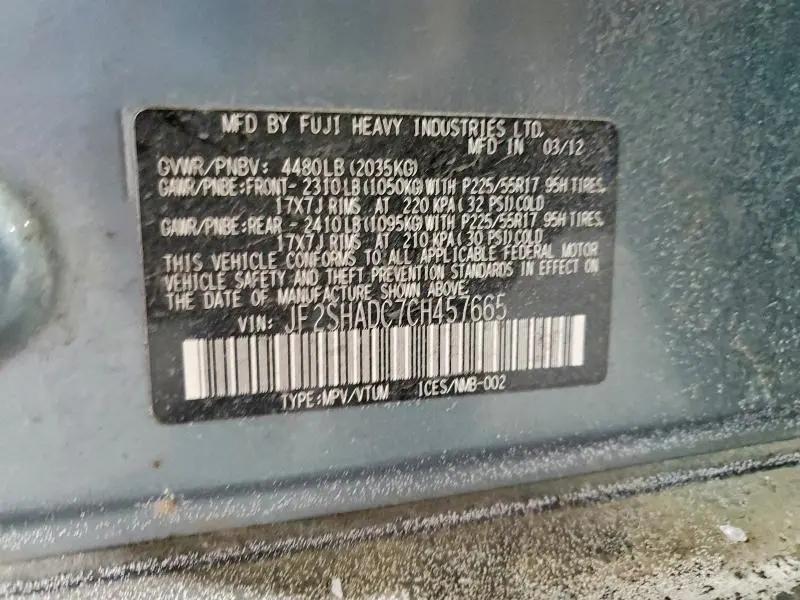 MFD BY FUJI HEAVY INDUSTRIES LTD.
MFD IN 03/12
GVWR/PNBV: 4480LB(2035KG)
GAWR/PNBE:FRONT- 2310LB(1050KG)WITH P225/55R17 95H TIRES,
17X7J RIMS AT 220 KPA( 32 PSI)COLD
GAWR/PNBE:REAR - 2410LB(1095KG)WITH P225/55R17 95H TIRES,
17X7J RIMS AT 210 KPA( 30 PSI)COLD
THIS VEHICLE CONFORMS TO ALL APPLICABLE FEDERAL MOTOR
VEHICLE SAFETY AND THEFT PREVENTION STANDARDS IN EFFECT ON
THE DATE OF MANUFACTURE SHOWN ABOVE.
VIN: JF2SHADC7CH457665
TYPE:MPV/VTUM ICES/NMB-002